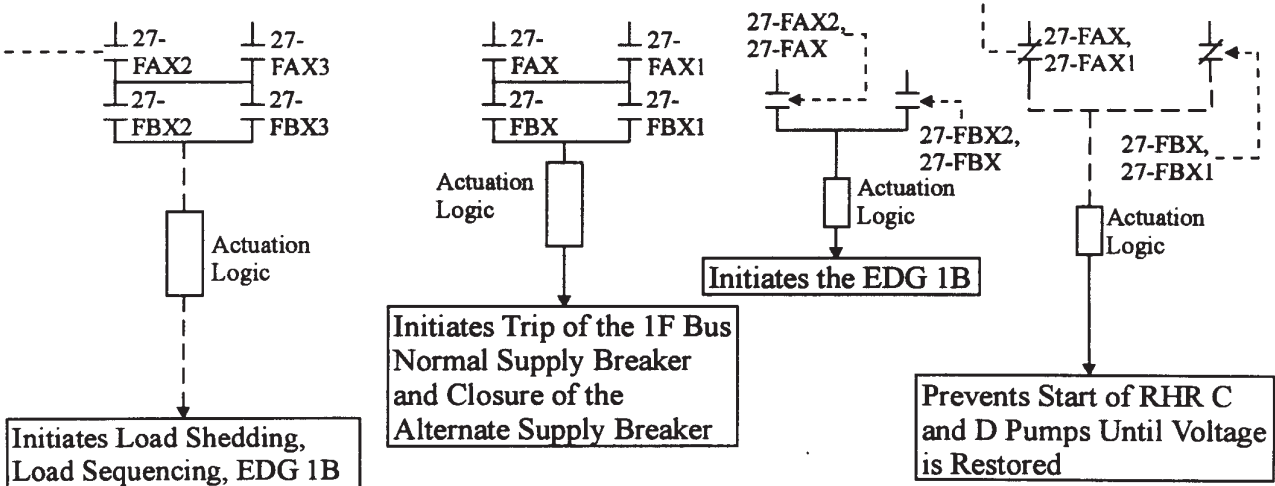 27-
FAX2
27-
FAX3
27-
FBX2
27-
FBX3
Actuation
Logic
Initiates Load Shedding,
Load Sequencing, EDG 1B
27-
FAX
27-
FAX1
27-
FBX
27-
FBX1
Actuation
Logic
Initiates Trip of the 1F Bus
Normal Supply Breaker
and Closure of the
Alternate Supply Breaker
27-FAX2,
27-FAX
27-FBX2,
27-FBX
Actuation
Logic
Initiates the EDG 1B
27-FAX,
27-FAX1
27-FBX,
27-FBX1
Actuation
Logic
Prevents Start of RHR C
and D Pumps Until Voltage
is Restored